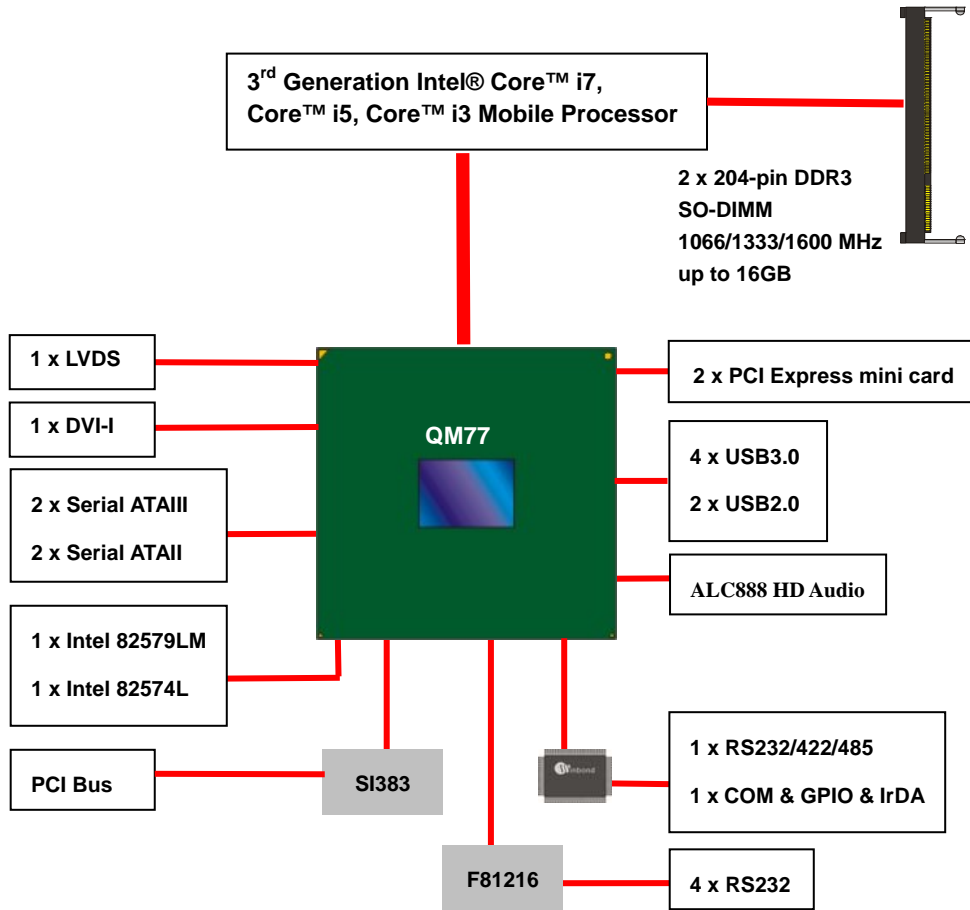 3rd Generation Intel® Core™ i7,
Core™ i5, Core™ i3 Mobile Processor
2 x 204-pin DDR3
SO-DIMM
1066/1333/1600 MHz
up to 16GB
1 x LVDS
1 x DVI-I
2 x Serial ATAIII
2 x Serial ATAII
1 x Intel 82579LM
1 x Intel 82574L
PCI Bus
QM77
2 x PCI Express mini card
4 x USB3.0
2 x USB2.0
ALC888 HD Audio
SI383
Winbond
1 x RS232/422/485
1 x COM & GPIO & IrDA
F81216
4 x RS232